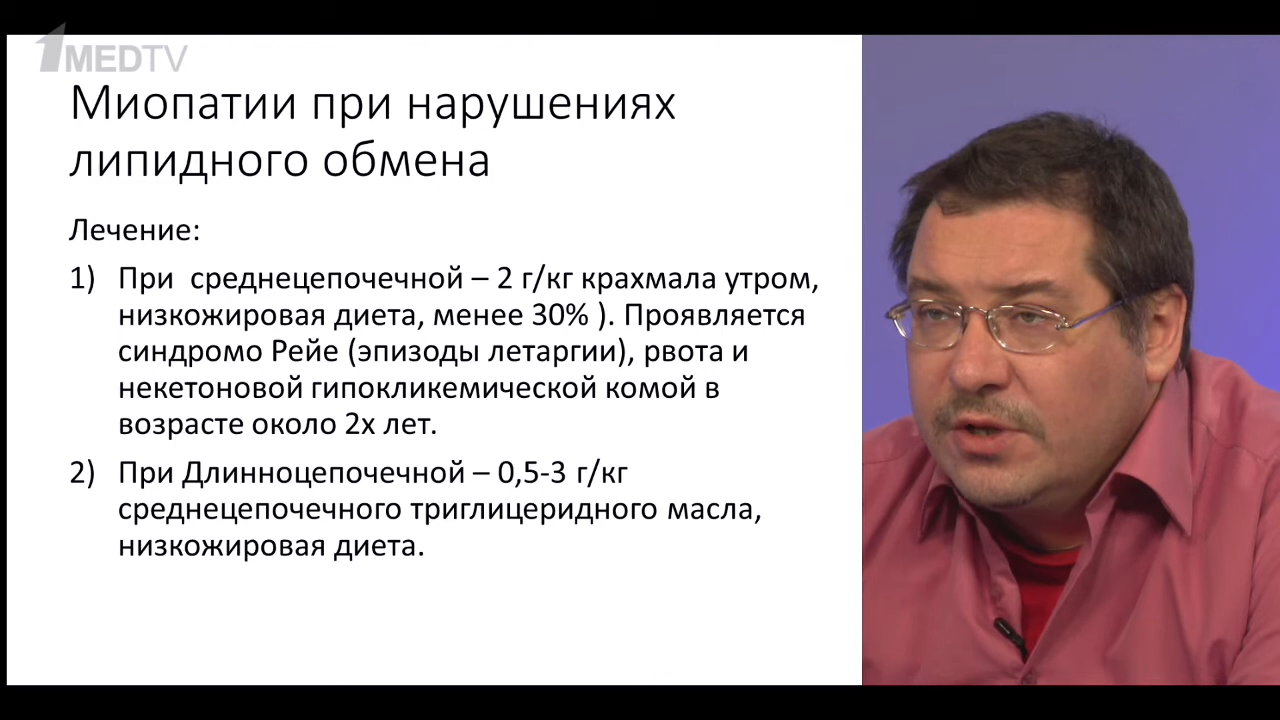 1MEDTV
Миопатии при нарушениях
липидного обмена
Лечение:
1) При среднецепочечной – 2 г/кг крахмала утром,
низкожировая диета, менее 30% ). Проявляется
синдромо Рейе (эпизоды летаргии), рвота и
некетоновой гипокликемической комой в
возрасте около 2х лет.
2) При Длинноцепочечной – 0,5-3 г/кг
среднецепочечного триглицеридного масла,
низкожировая диета.